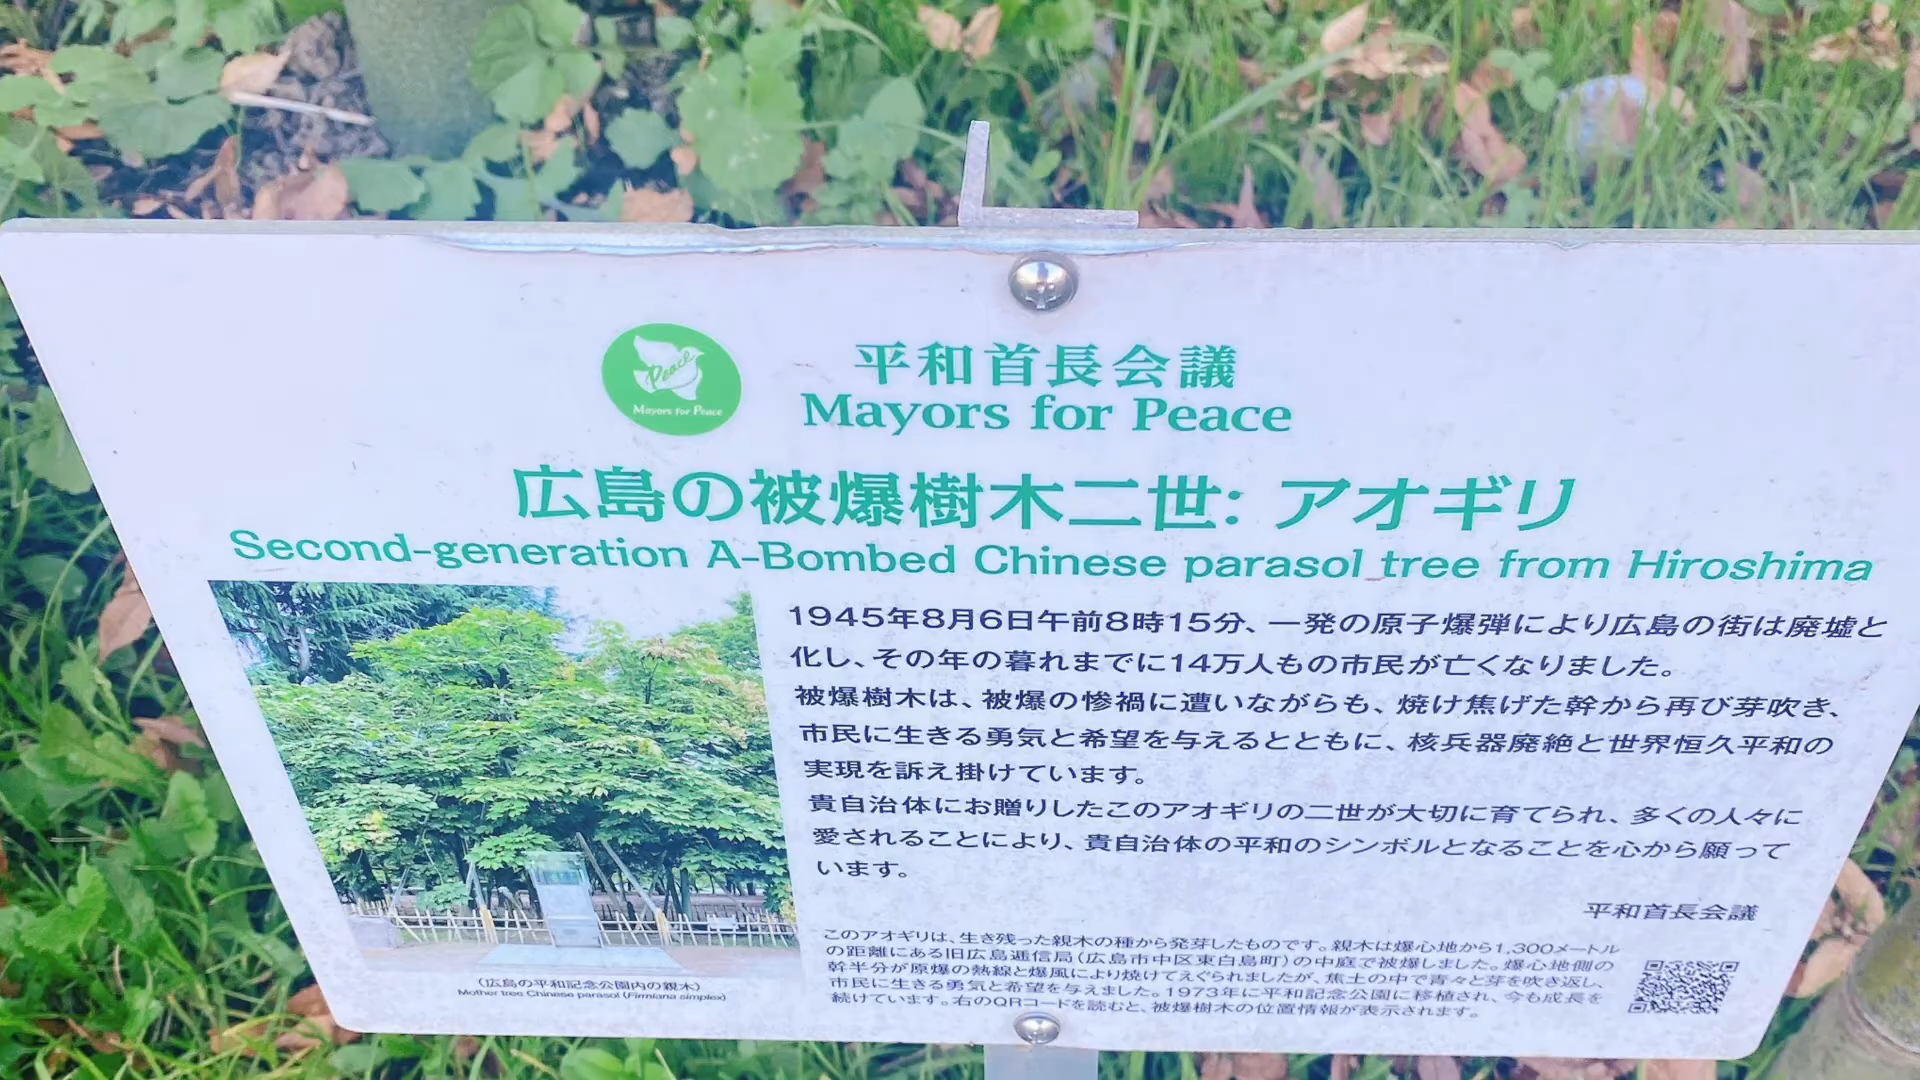 Peace
Mayors for Peace
平和首長会議
Mayors for Peace
広島の被爆樹木二世: アオギリ
Second-generation A-Bombed Chinese parasol tree from Hiroshima
1945年8月6日午前8時15分、一発の原子爆弾により広島の街は廃墟と
化し、その年の暮れまでに14万人もの市民が亡くなりました。
被爆樹木は、被爆の惨禍に遭いながらも、焼け焦げた幹から再び芽吹き、
市民に生きる勇気と希望を与えるとともに、核兵器廃絶と世界恒久平和の
実現を訴え掛けています。
貴自治体にお贈りしたこのアオギリの二世が大切に育てられ、多くの人々に
愛されることにより、貴自治体の平和のシンボルとなることを心から願って
います。
平和首長会議
(広島の平和記念公園内の親木)
Mother tree Chinese parasol (Firmiana simplex)
このアオギリは、生き残った親木の種から発芽したものです。親木は爆心地から1,300メートル
の距離にある旧広島逓信局(広島市中区東白島町)の中庭で被爆しました。爆心地側の
幹半分が原爆の熱線と爆風により焼けてえぐられましたが、焦土の中で青々と芽を吹き返し、
市民に生きる勇気と希望を与えました。1973年に平和記念公園に移植され、今も成長を
続けています。右のQRコードを読むと、被爆樹木の位置情報が表示されます。